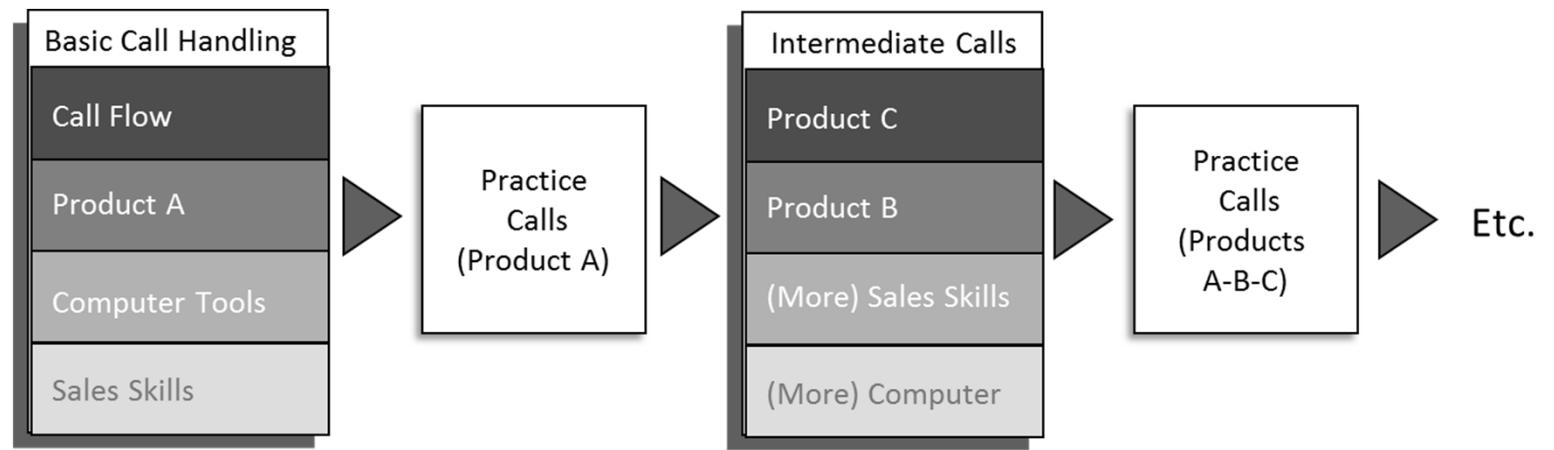 Basic Call Handling
Call Flow
Product A
Computer Tools
Sales Skills
Practice
Calls
(Product A)
Intermediate Calls
Product C
Product B
(More) Sales Skills
(More) Computer
Practice
Calls
(Products
A-B-C)
Etc.